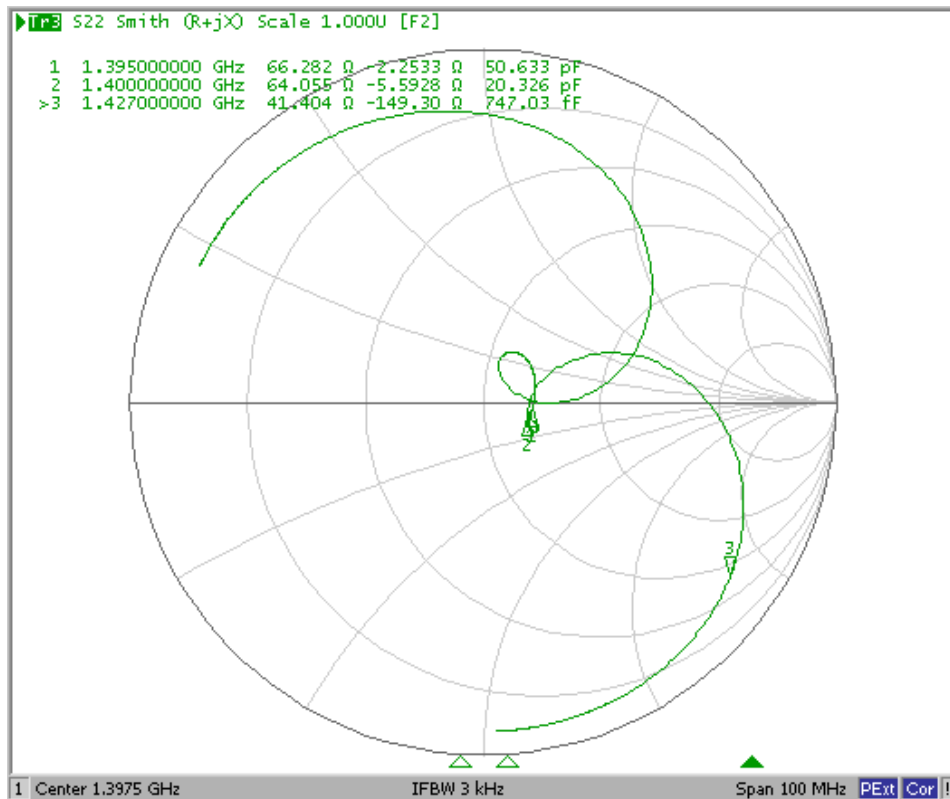 Tr3 S22 Smith (R+jX) Scale 1.000U [F2]
1 1.395000000 GHz 66.282 Ω -2.2533 Ω 50.633 pF
2 1.400000000 GHz 64.055 Ω -5.5928 Ω 20.326 pF
>3 1.427000000 GHz 41.404 Ω -149.30 Ω 747.03 fF
2
3
1 Center 1.3975 GHz IFBW 3 kHz Span 100 MHz PExt Cor